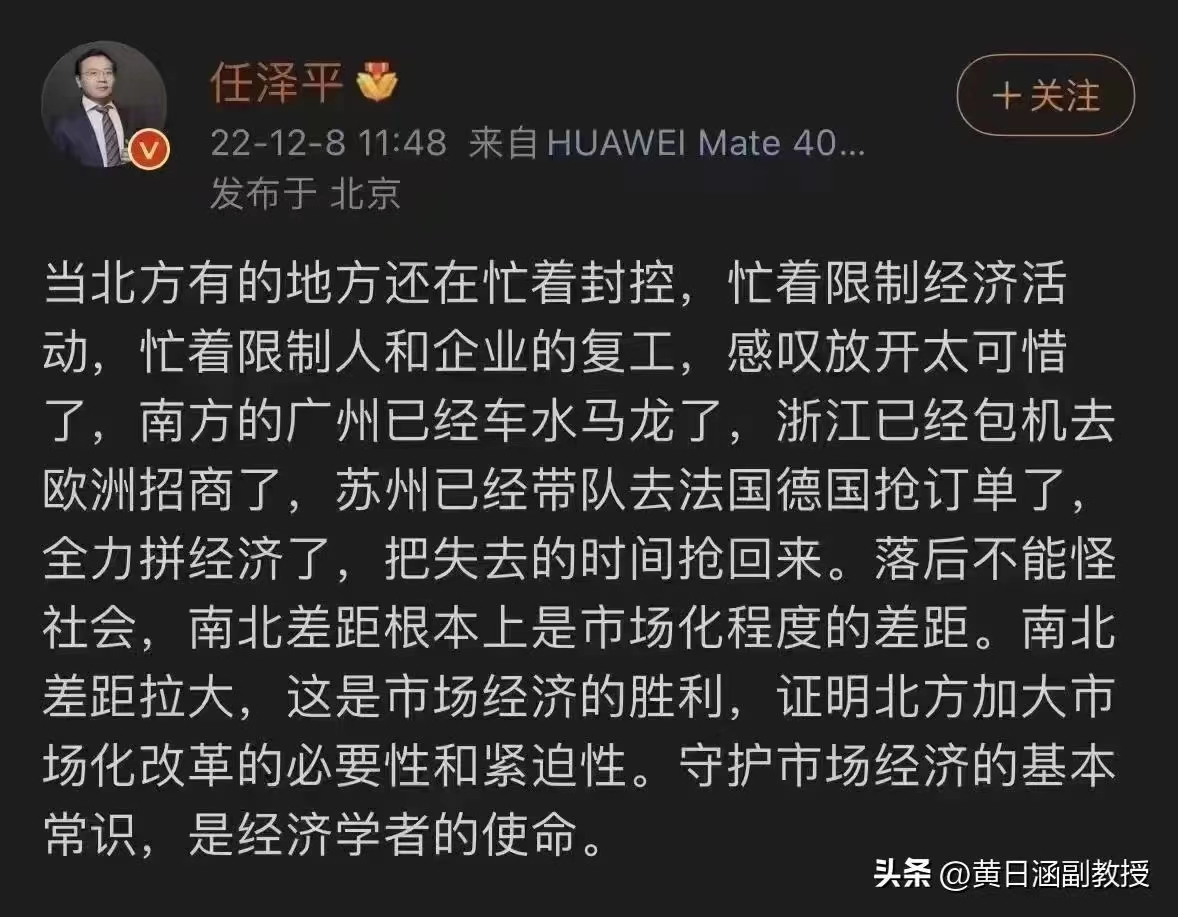 任泽平
+关注
22-12-8 11:48 来自 HUAWEI Mate 40...
发布于 北京
当北方有的地方还在忙着封控，忙着限制经济活
动，忙着限制人和企业的复工，感叹放开太可惜
了，南方的广州已经车水马龙了，浙江已经包机去
欧洲招商了，苏州已经带队去法国德国抢订单了，
全力拼经济了，把失去的时间抢回来。落后不能怪
社会，南北差距根本上是市场化程度的差距。南北
差距拉大，这是市场经济的胜利，证明北方加大市
场化改革的必要性和紧迫性。守护市场经济的基本
常识，是经济学者的使命。
头条 @黄日涵副教授